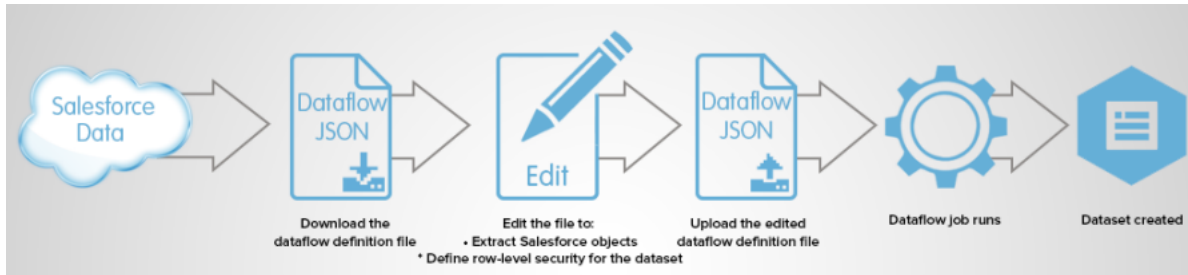 Salesforce
Data
Dataflow
JSON
Download the
dataflow definition file
Edit
Edit the file to:
• Extract Salesforce objects
* Define row-level security for the dataset
Dataflow
JSON
Upload the edited
dataflow definition file
Dataflow job runs
Dataset created